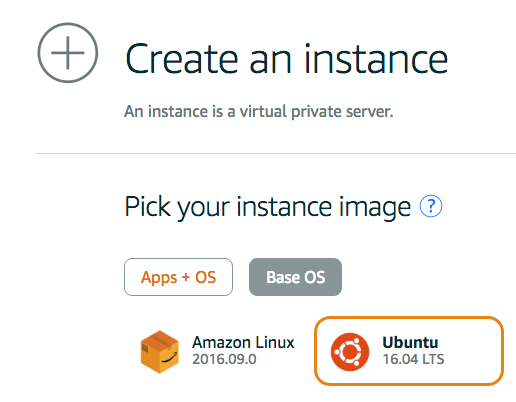 Create an instance
An instance is a virtual private server.
Pick your instance image ?
Apps + OS
Base OS
Amazon Linux
2016.09.0
Ubuntu
16.04 LTS